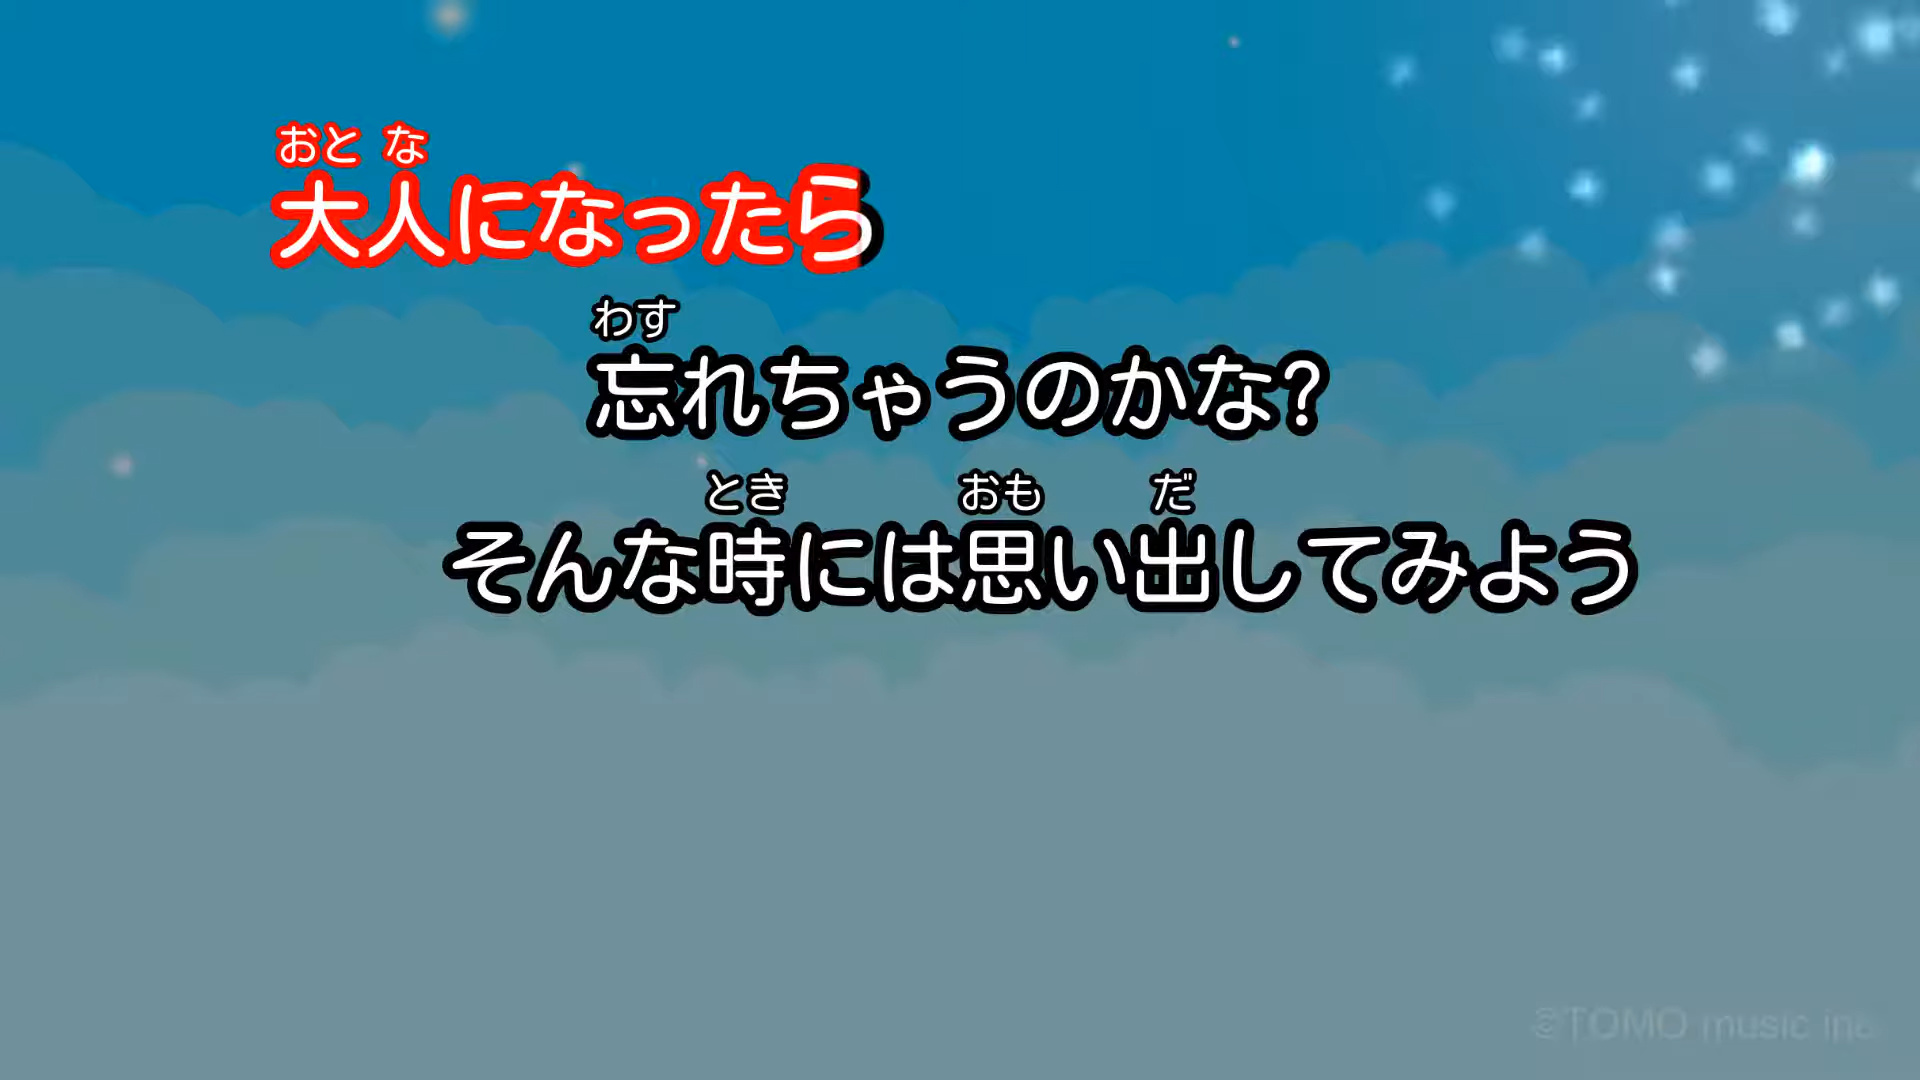 おとな
大人になったら
わす
忘れちゃうのかな?
とき おも だ
そんな時には思い出してみよう
©TOMO music inc.